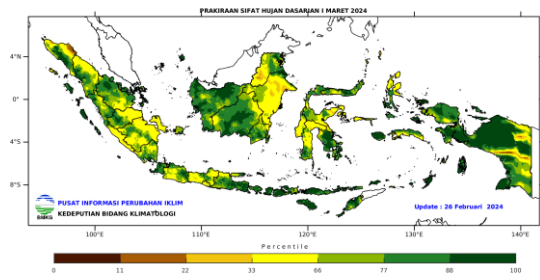 PRAKIRAAN SIFAT HUJAN DASARJAN I MARET 2024
4°N
0°
4°S
8°S
PUSAT INFORMASI PERUBAHAN IKLIM
KEDEPUTIAN BIDANG KLIMATOLOGI
BMKG
Update : 26 Februari 2024
100°E 110°E 120°E 130°E 140°E
Percentile
0 11 22 33 66 77 88 100